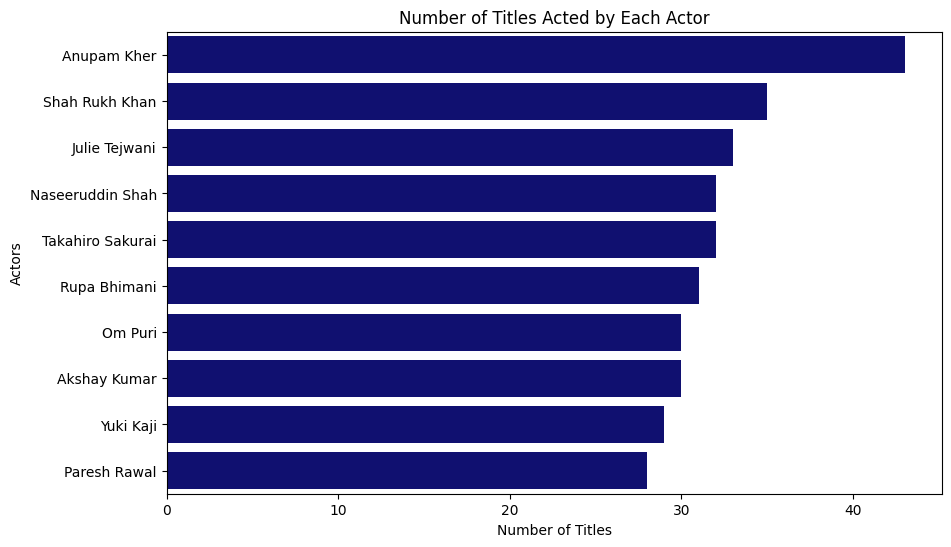 Number of Titles Acted by Each Actor
Actors
Anupam Kher
Shah Rukh Khan
Julie Tejwani
Naseeruddin Shah
Takahiro Sakurai
Rupa Bhimani
Om Puri
Akshay Kumar
Yuki Kaji
Paresh Rawal
0 10 20 30 40
Number of Titles